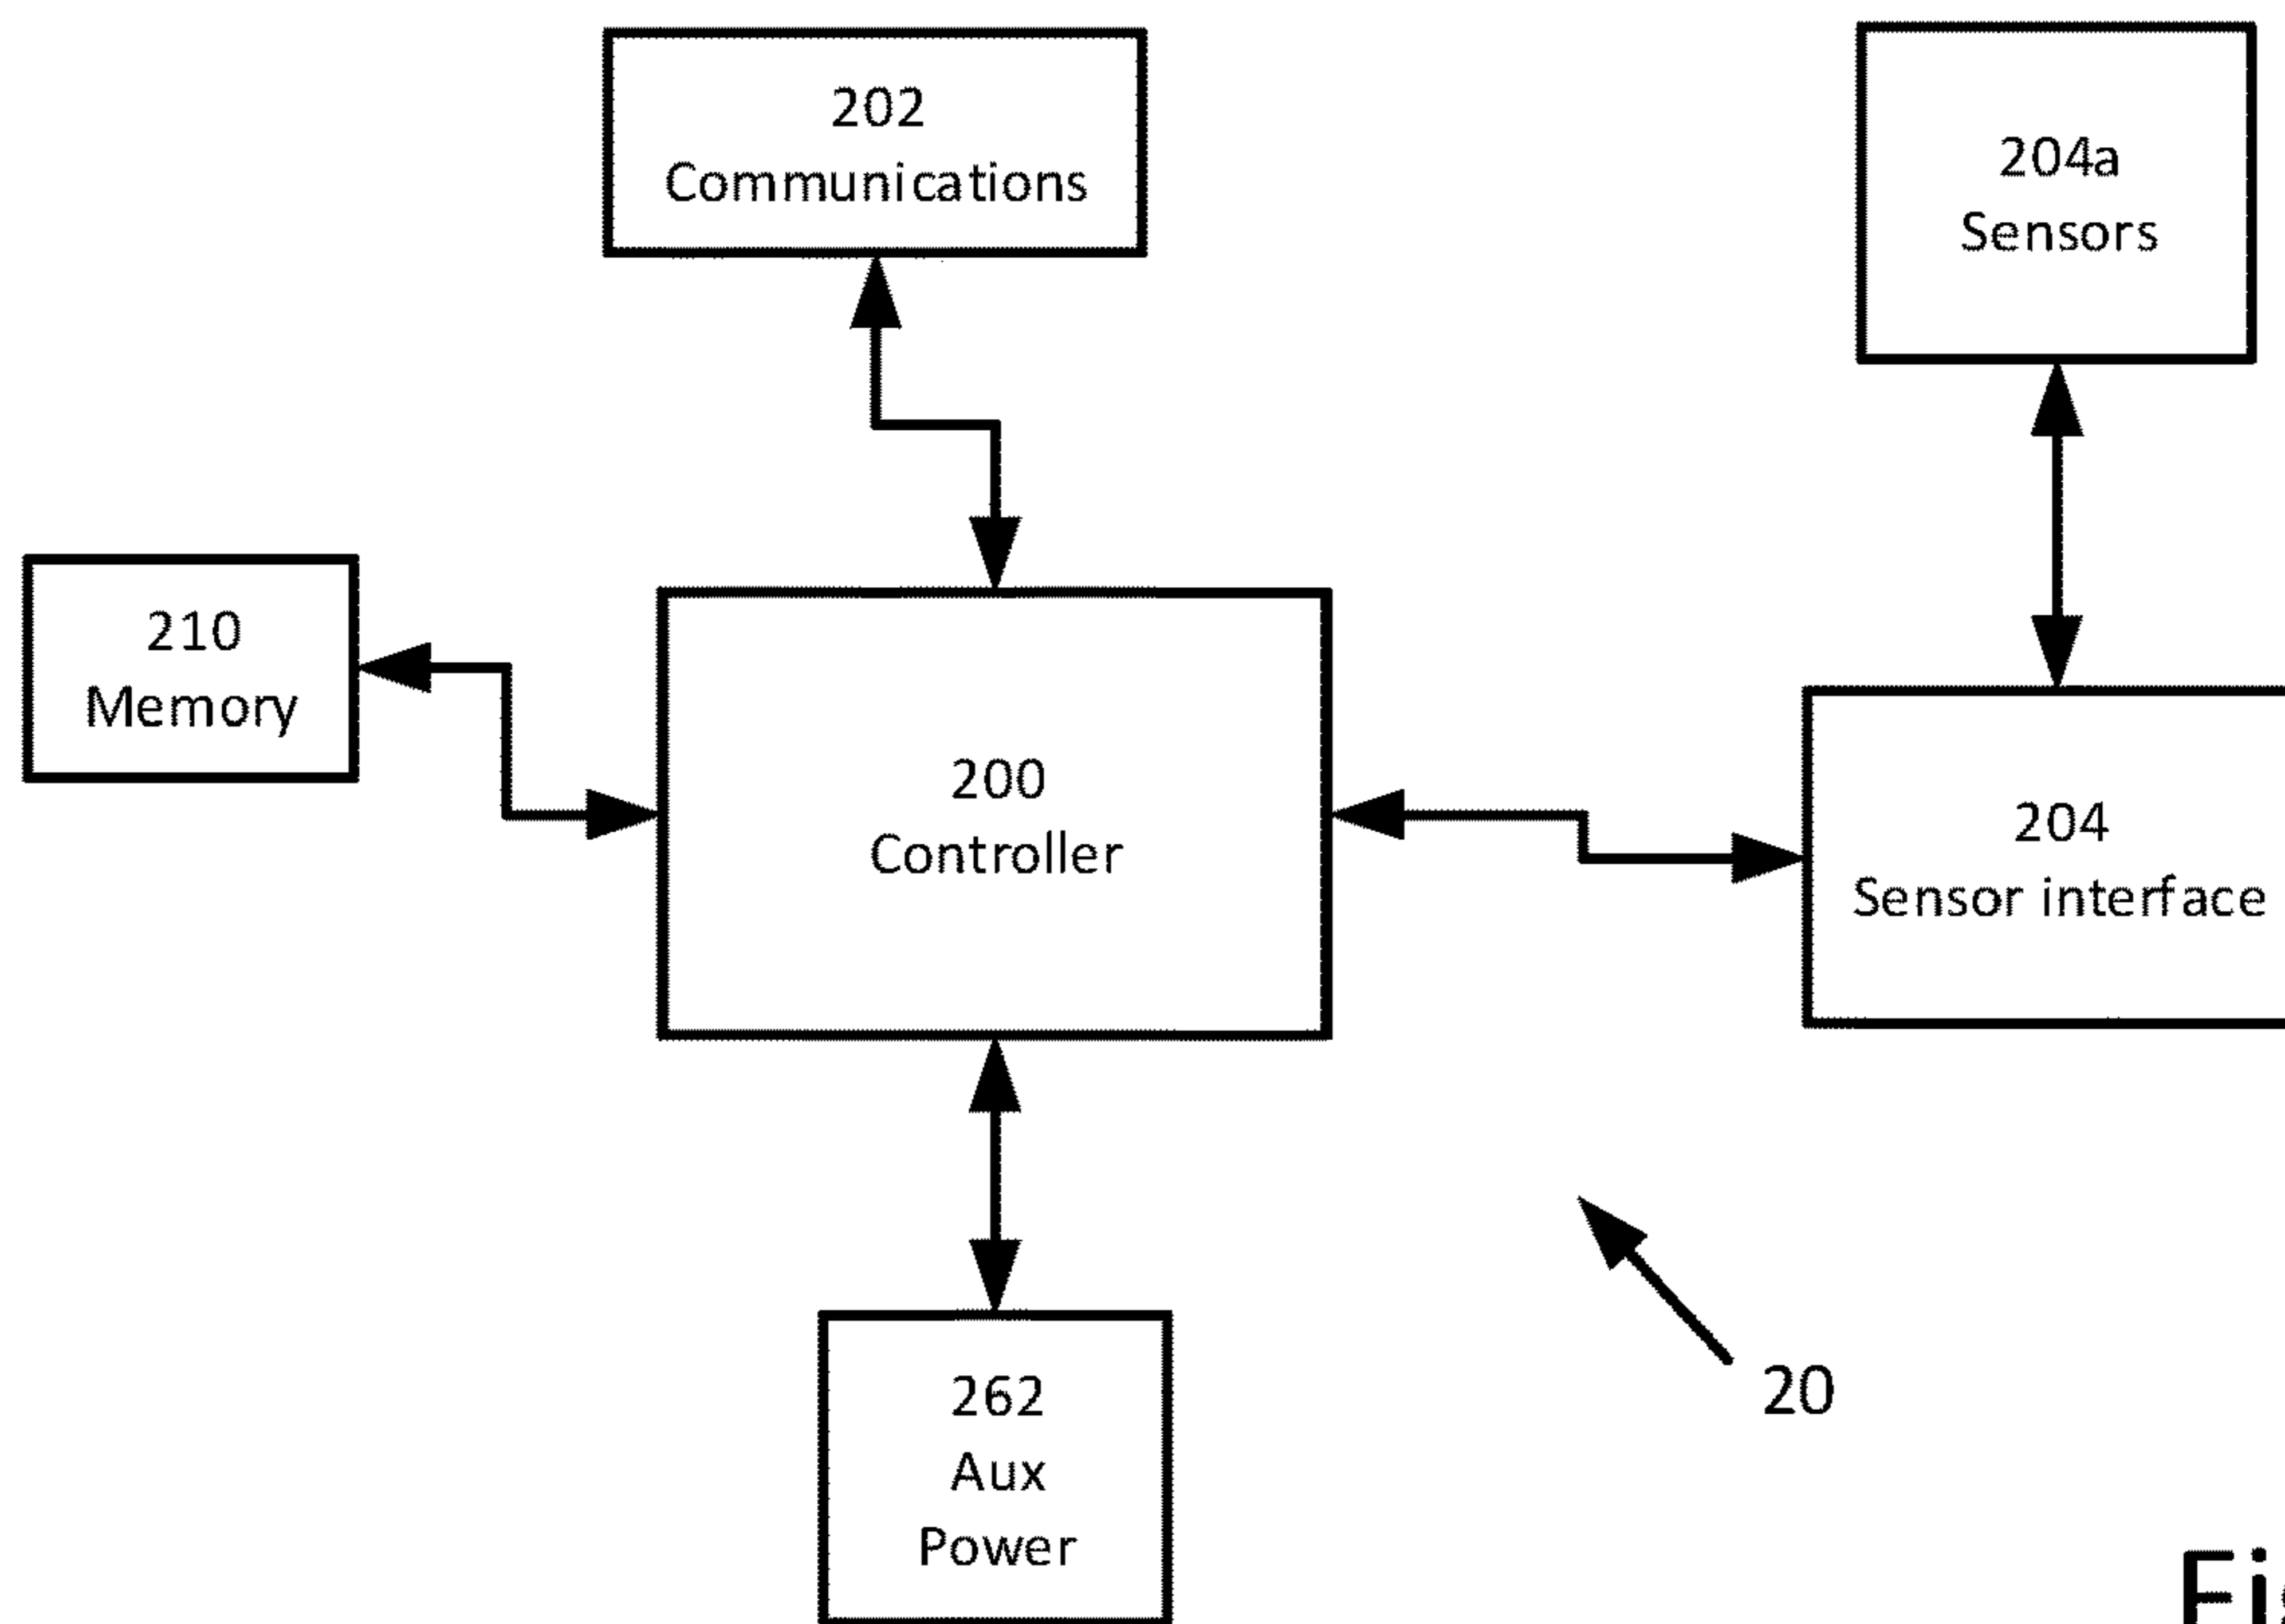 202
Communications
204a
Sensors
210
Memory
200
Controller
204
Sensor interface
262
Aux
Power
20